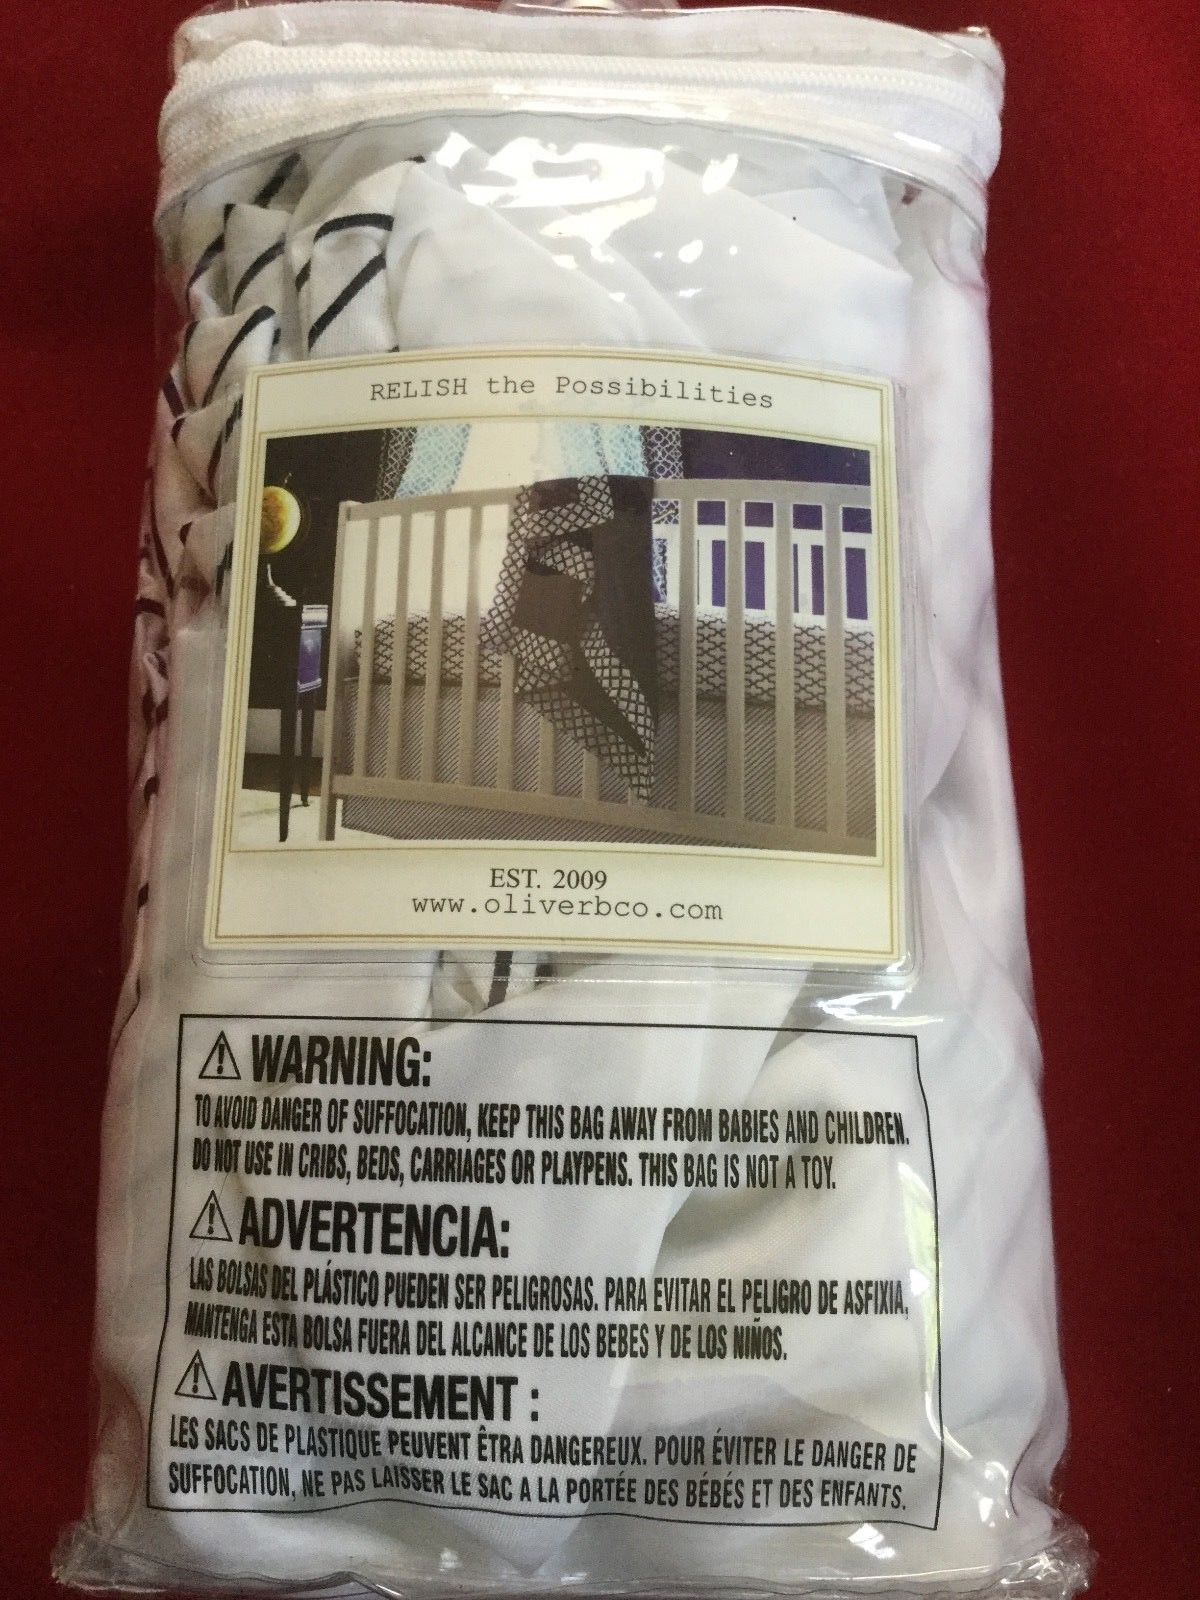 RELISH the Possibilities
EST. 2009
www.oliverbco.com
WARNING:
TO AVOID DANGER OF SUFFOCATION, KEEP THIS BAG AWAY FROM BABIES AND CHILDREN.
DO NOT USE IN CRIBS, BEDS, CARRIAGES OR PLAYPENS. THIS BAG IS NOT A TOY.
ADVERTENCIA:
LAS BOLSAS DEL PLÁSTICO PUEDEN SER PELIGROSAS. PARA EVITAR EL PELIGRO DE ASFIXIA,
MANTENGA ESTA BOLSA FUERA DEL ALCANCE DE LOS BEBES Y DE LOS NIÑOS.
AVERTISSEMENT :
LES SACS DE PLASTIQUE PEUVENT ÊTRA DANGEREUX. POUR ÉVITER LE DANGER DE
SUFFOCATION, NE PAS LAISSER LE SAC A LA PORTÉE DES BÉBÉS ET DES ENFANTS.